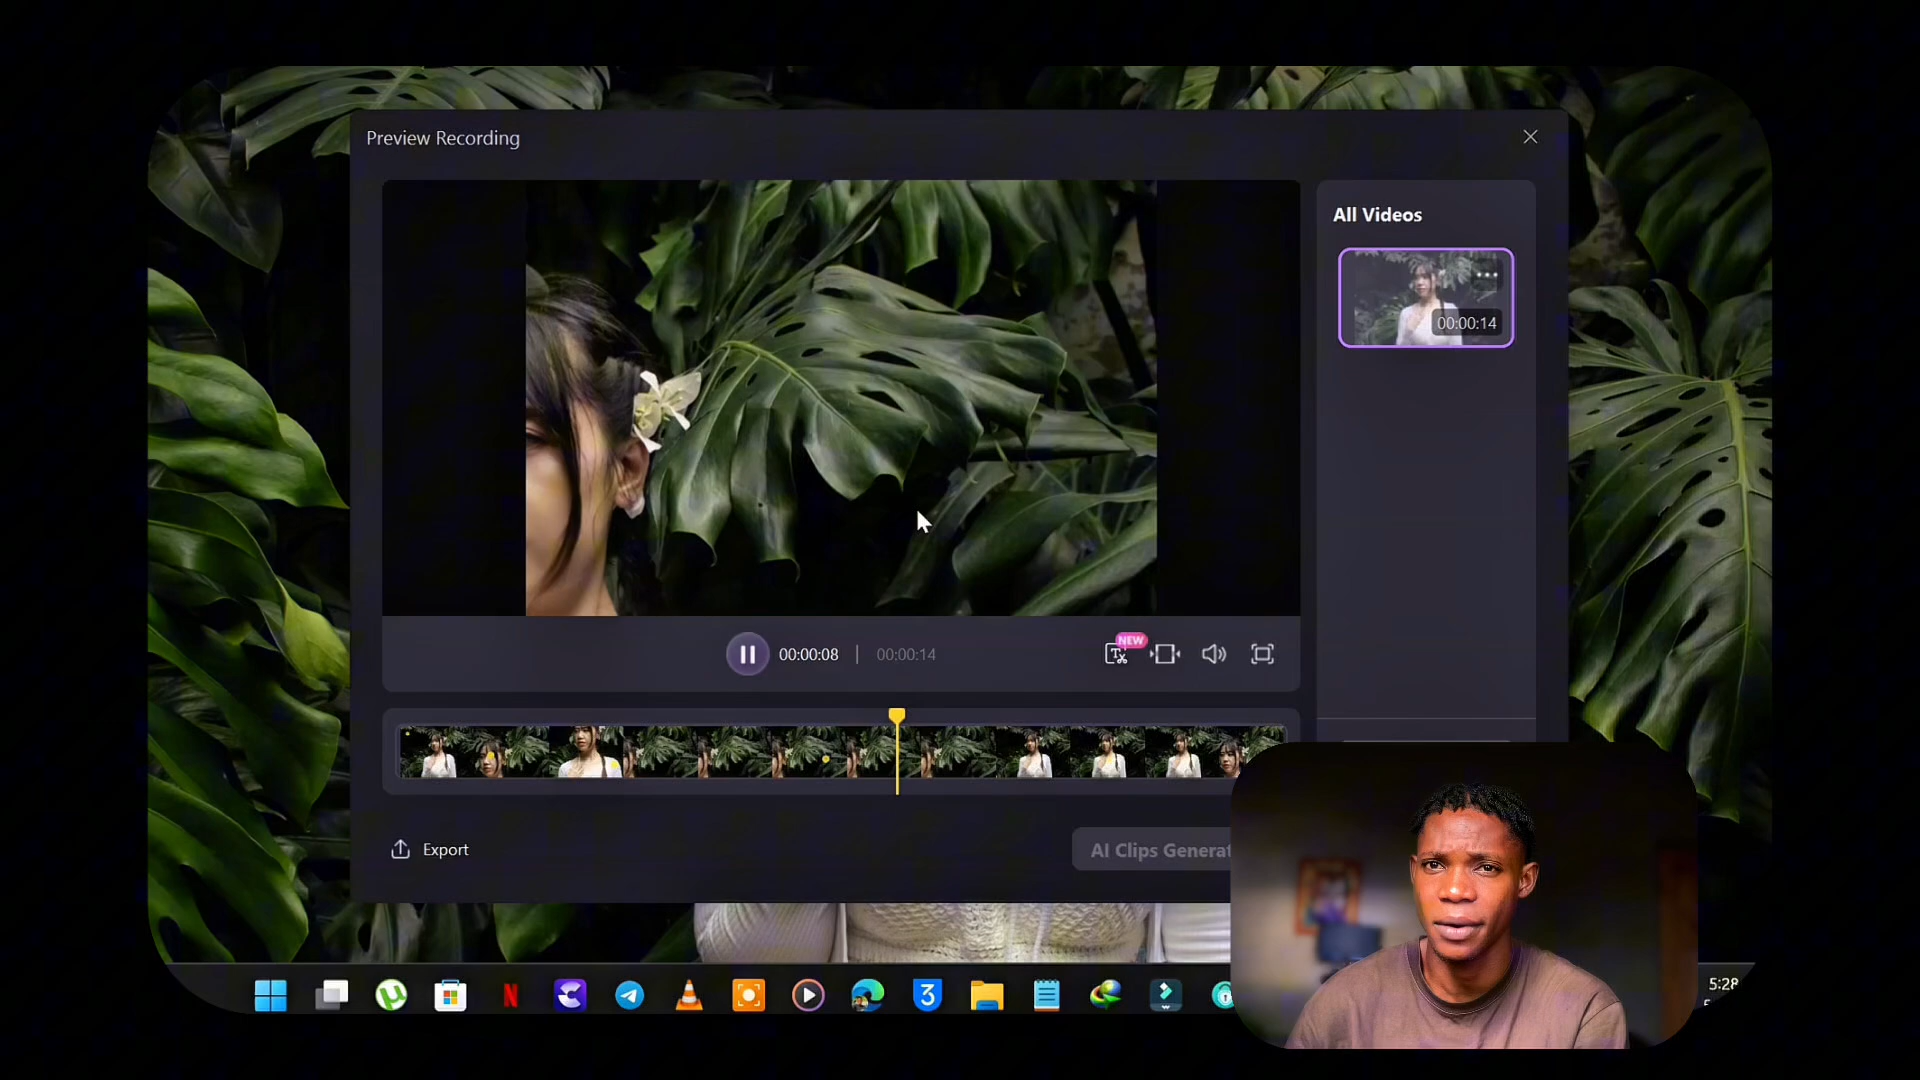 Preview Recording
All Videos
00:00:14
NEW
00:00:08 | 00:00:14
Export
AI Clips Generat
5:28